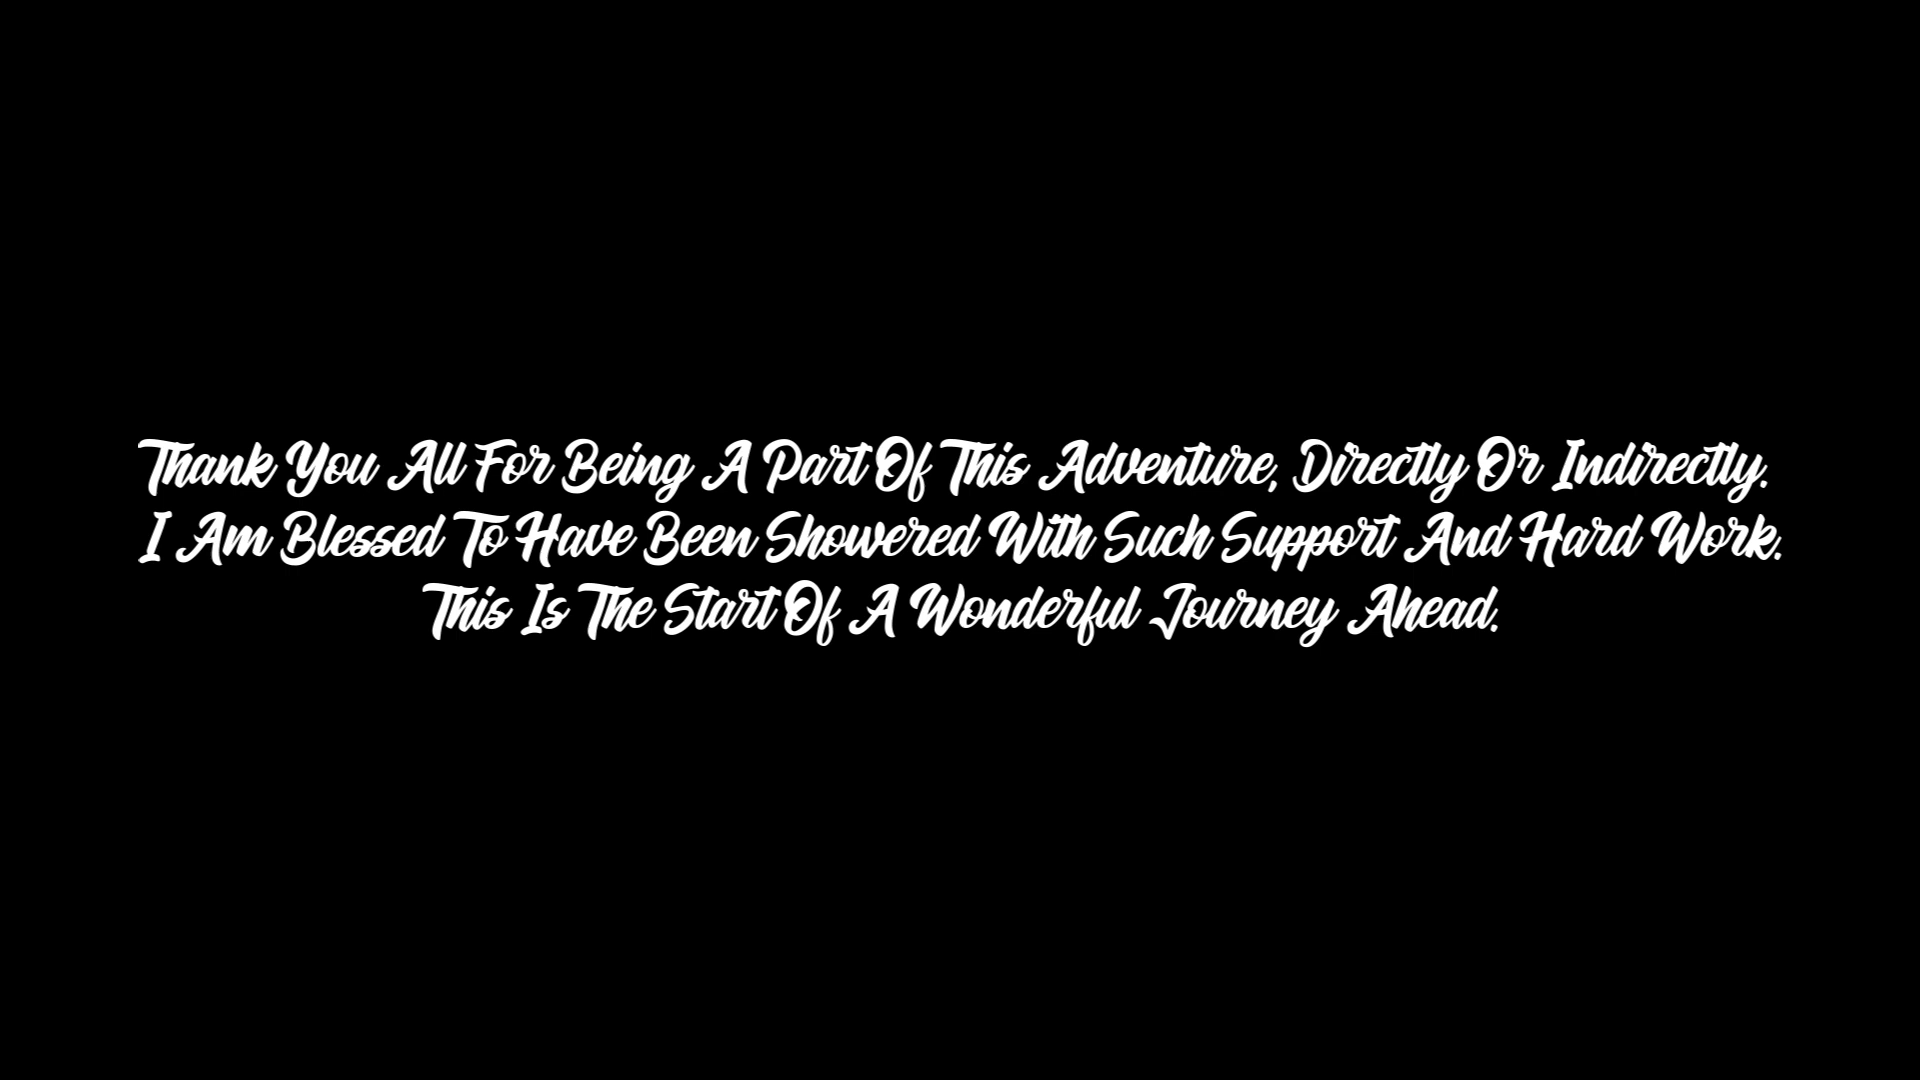 Thank You All For Being A Part Of This Adventure, Directly Or Indirectly.
I Am Blessed To Have Been Showered With Such Support And Hard Work.
This Is The Start Of A Wonderful Journey Ahead.